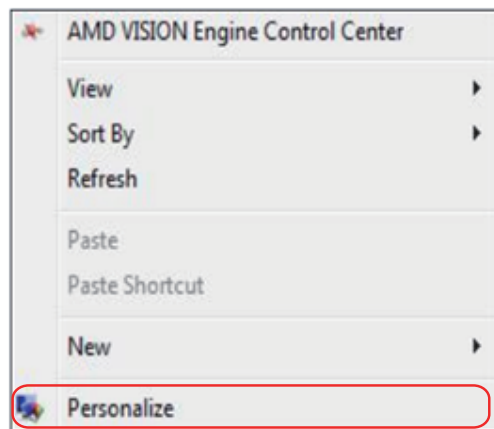 AMD VISION Engine Control Center
View
Sort By
Refresh
Paste
Paste Shortcut
New
Personalize